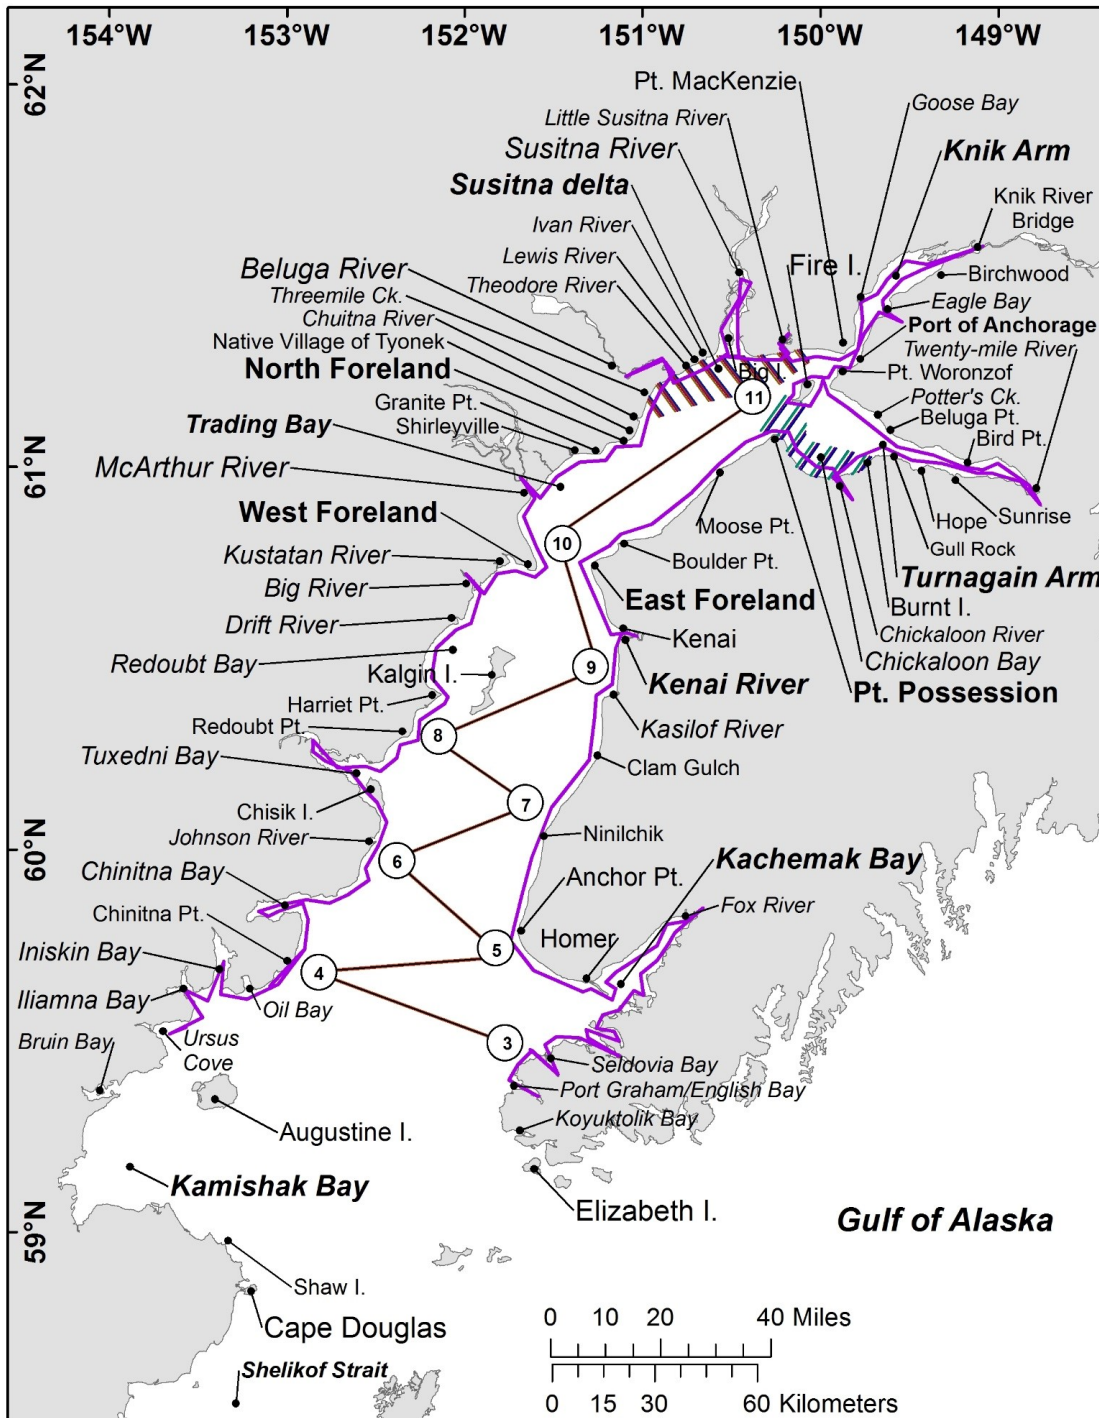 154°W 153°W 152°W 151°W 150°W 149°W
62°N
61°N
60°N
59°N
Pt. MacKenzie
Goose Bay
Little Susitna River
Susitna River
Knik Arm
Susitna delta
Knik River
Bridge
Ivan River
Lewis River
Fire I.
Beluga River
Birchwood
Theodore River
Threemile Ck.
Eagle Bay
Chuitna River
Port of Anchorage
Native Village of Tyonek
Twenty-mile River
North Foreland
Big I.
Pt. Woronzof
11
Potter's Ck.
Granite Pt.
Beluga Pt.
Shirleyville
Trading Bay
Bird Pt.
McArthur River
West Foreland
Moose Pt.
Hope
Sunrise
10
Gull Rock
Kustatan River
Boulder Pt.
Big River
East Foreland
Turnagain Arm
Burnt I.
Drift River
Kenai
Chickaloon River
Redoubt Bay
Chickaloon Bay
Kalgin I.
9
Kenai River
Pt. Possession
Harriet Pt.
Kasilof River
Redoubt Pt.
8
Tuxedni Bay
Clam Gulch
Chisik I.
7
Johnson River
Ninilchik
6
Kachemak Bay
Chinitna Bay
Anchor Pt.
Fox River
Chinitna Pt.
5
Homer
Iniskin Bay
4
Iliamna Bay
Oil Bay
Bruin Bay
Ursus
Cove
3
Seldovia Bay
Port Graham/English Bay
Koyuktolik Bay
Augustine I.
Kamishak Bay
Elizabeth I.
Gulf of Alaska
Shaw I.
Cape Douglas
Shelikof Strait
0 10 20 40 Miles
0 15 30 60 Kilometers